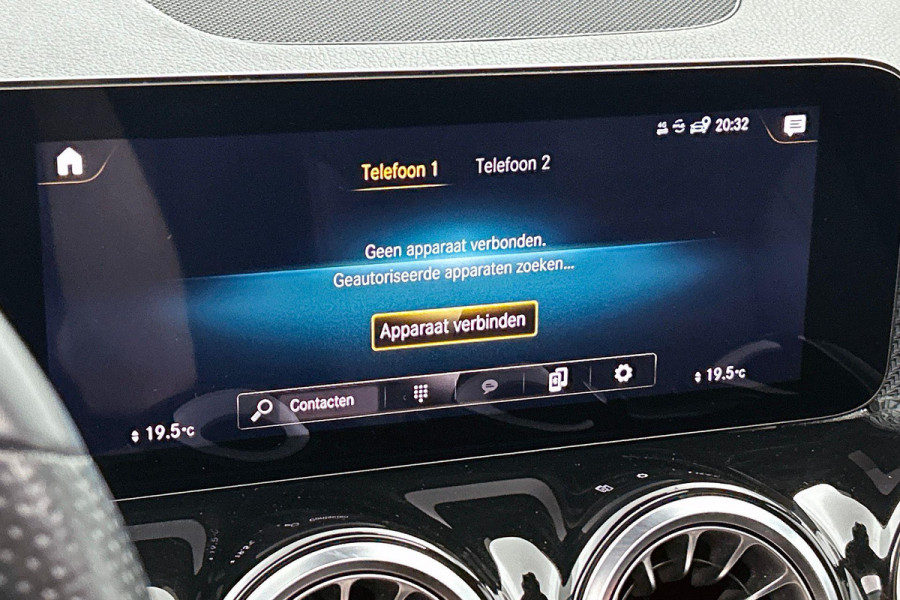 4G 20:32
Telefoon 1 Telefoon 2
Geen apparaat verbonden.
Geautoriseerde apparaten zoeken...
Apparaat verbinden
Contacten
19.5°C
19.5°C